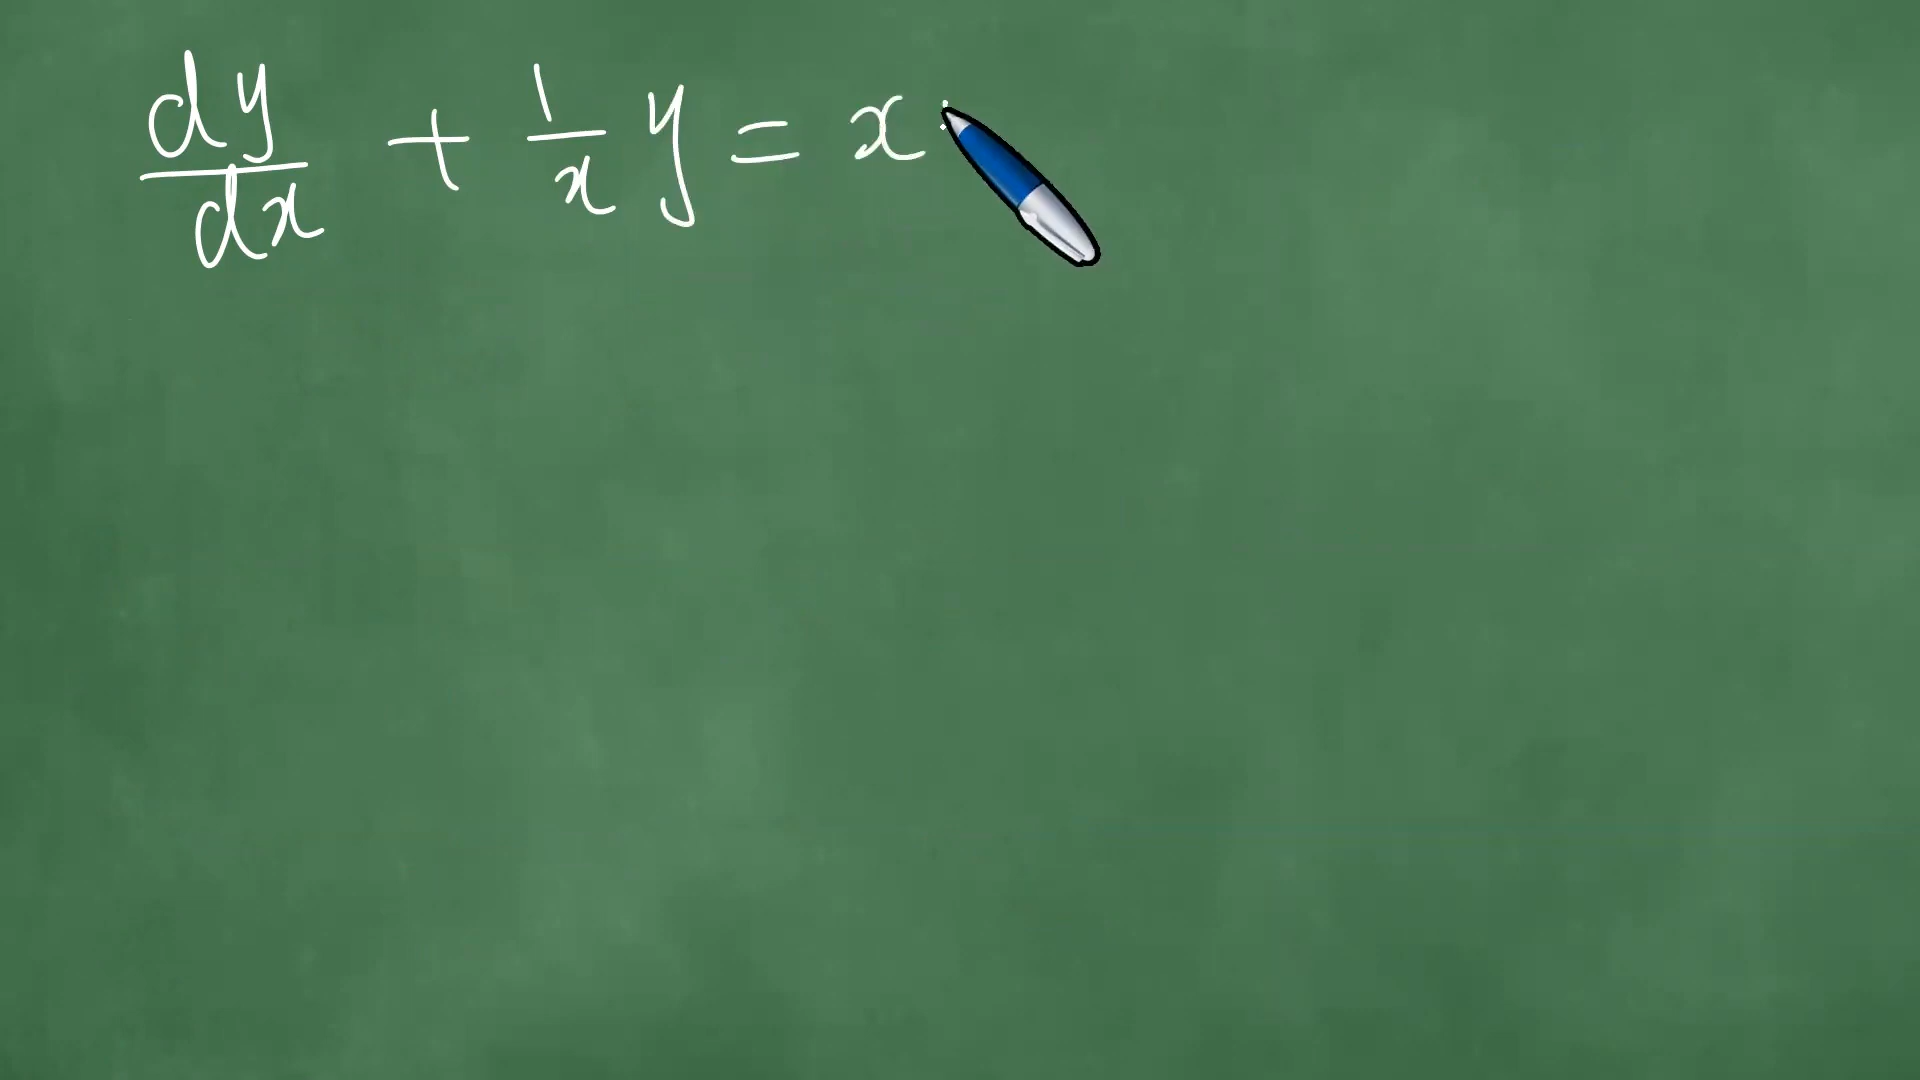 dy/dx + 1/x y = x